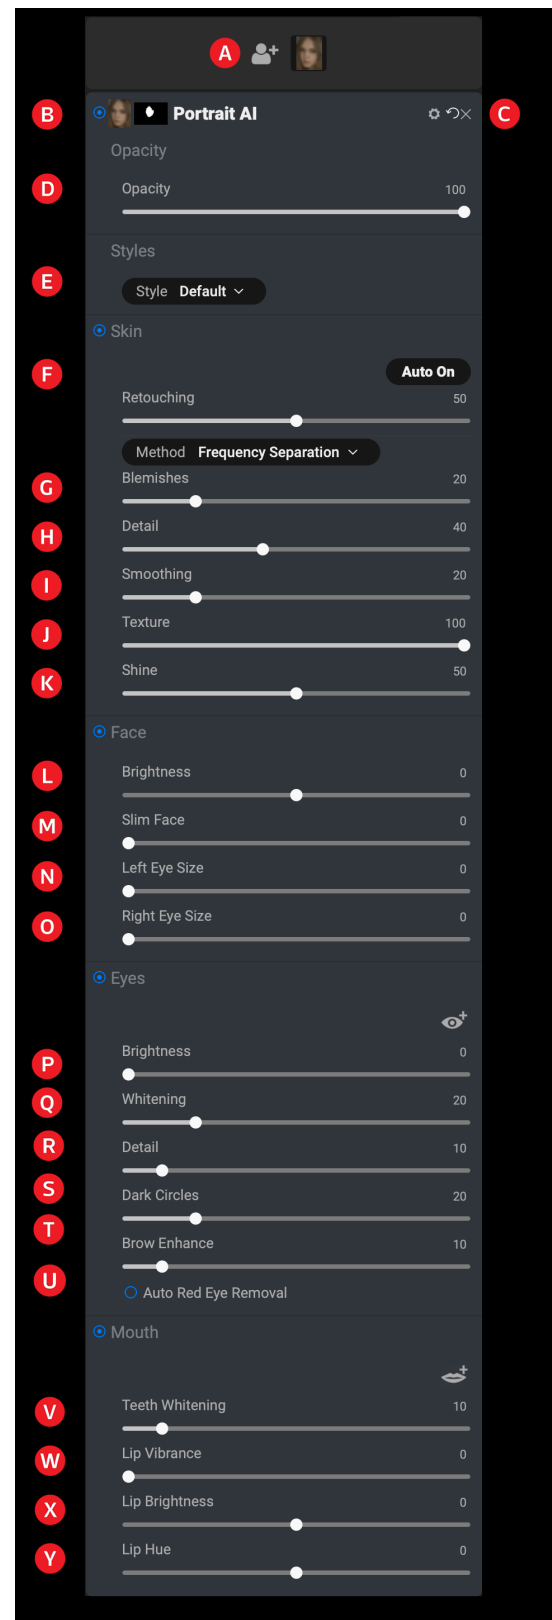 A
B Portrait AI C
Opacity
D Opacity 100
Styles
E Style Default
Skin
F Auto On
Retouching 50
Method Frequency Separation
G Blemishes 20
H Detail 40
I Smoothing 20
J Texture 100
K Shine 50
Face
L Brightness 0
M Slim Face 0
N Left Eye Size 0
O Right Eye Size 0
Eyes
P Brightness 0
Q Whitening 20
R Detail 10
S Dark Circles 20
T Brow Enhance 10
U Auto Red Eye Removal
Mouth
V Teeth Whitening 10
W Lip Vibrance 0
X Lip Brightness 0
Y Lip Hue 0